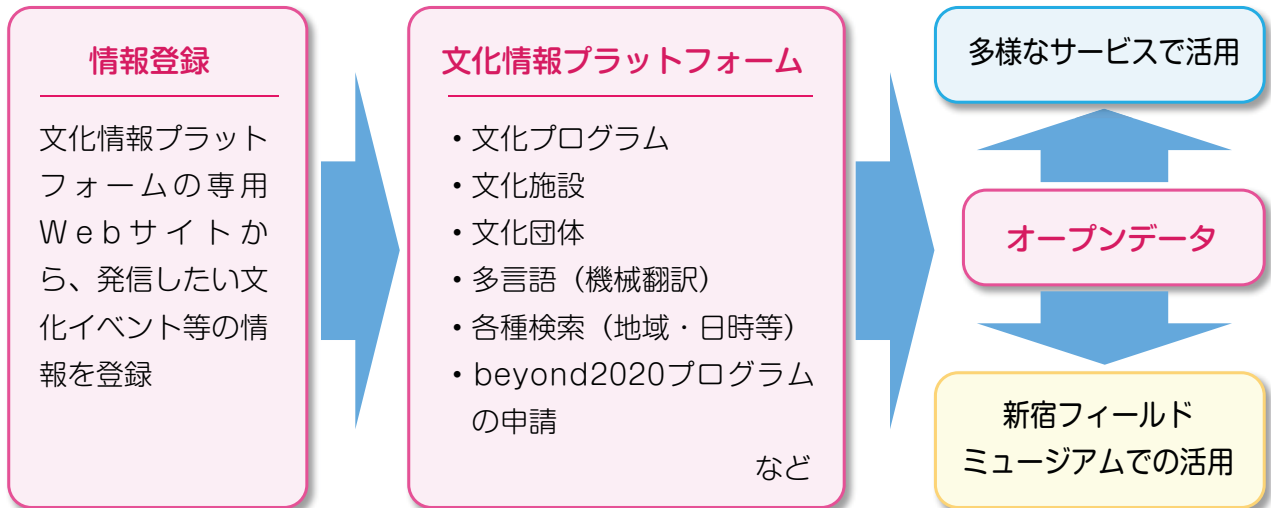 情報登録
文化情報プラット
フォームの専用
Webサイトか
ら、発信したい文
化イベント等の情
報を登録
文化情報プラットフォーム
・文化プログラム
・文化施設
・文化団体
・多言語（機械翻訳）
・各種検索（地域・日時等）
・beyond2020プログラム
の申請
など
多様なサービスで活用
オープンデータ
新宿フィールド
ミュージアムでの活用